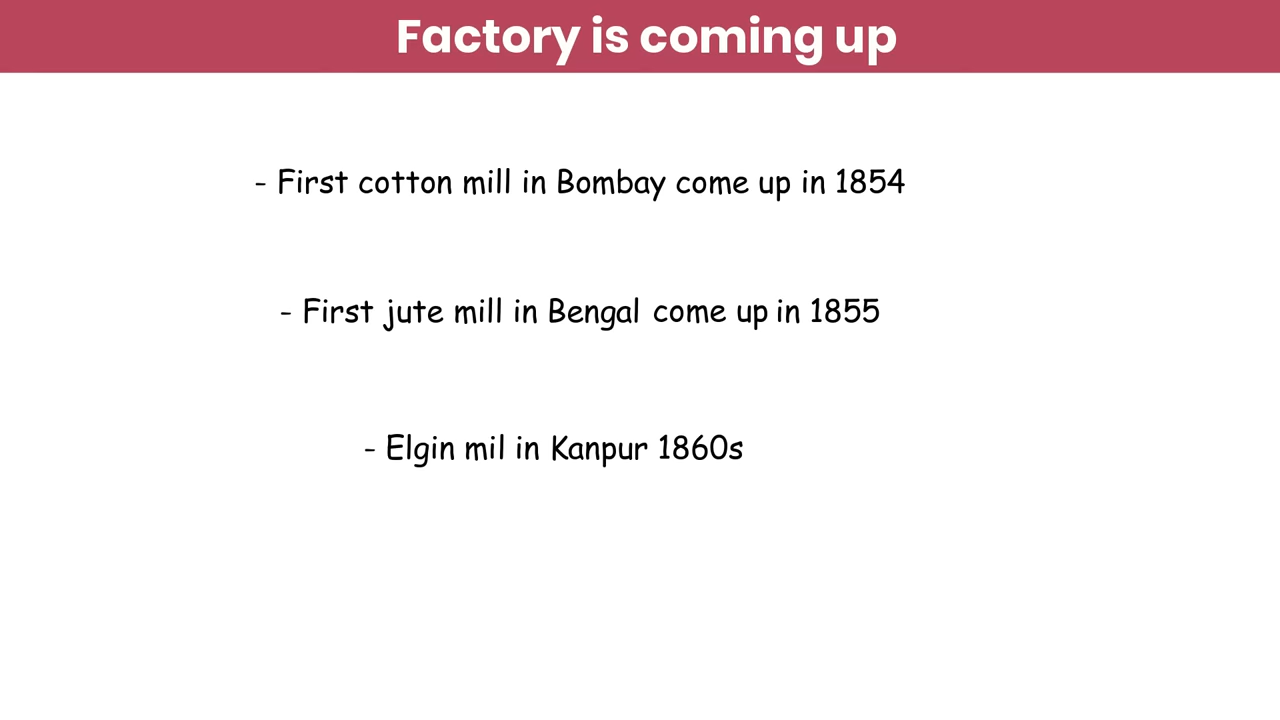 Factory is coming up
- First cotton mill in Bombay come up in 1854
- First jute mill in Bengal come up in 1855
- Elgin mil in Kanpur 1860s